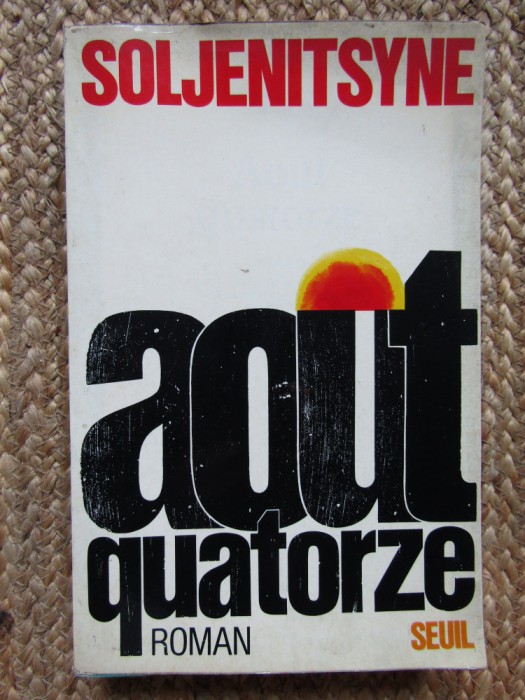 SOLJENITSYNE
août
quatorze
ROMAN SEUIL